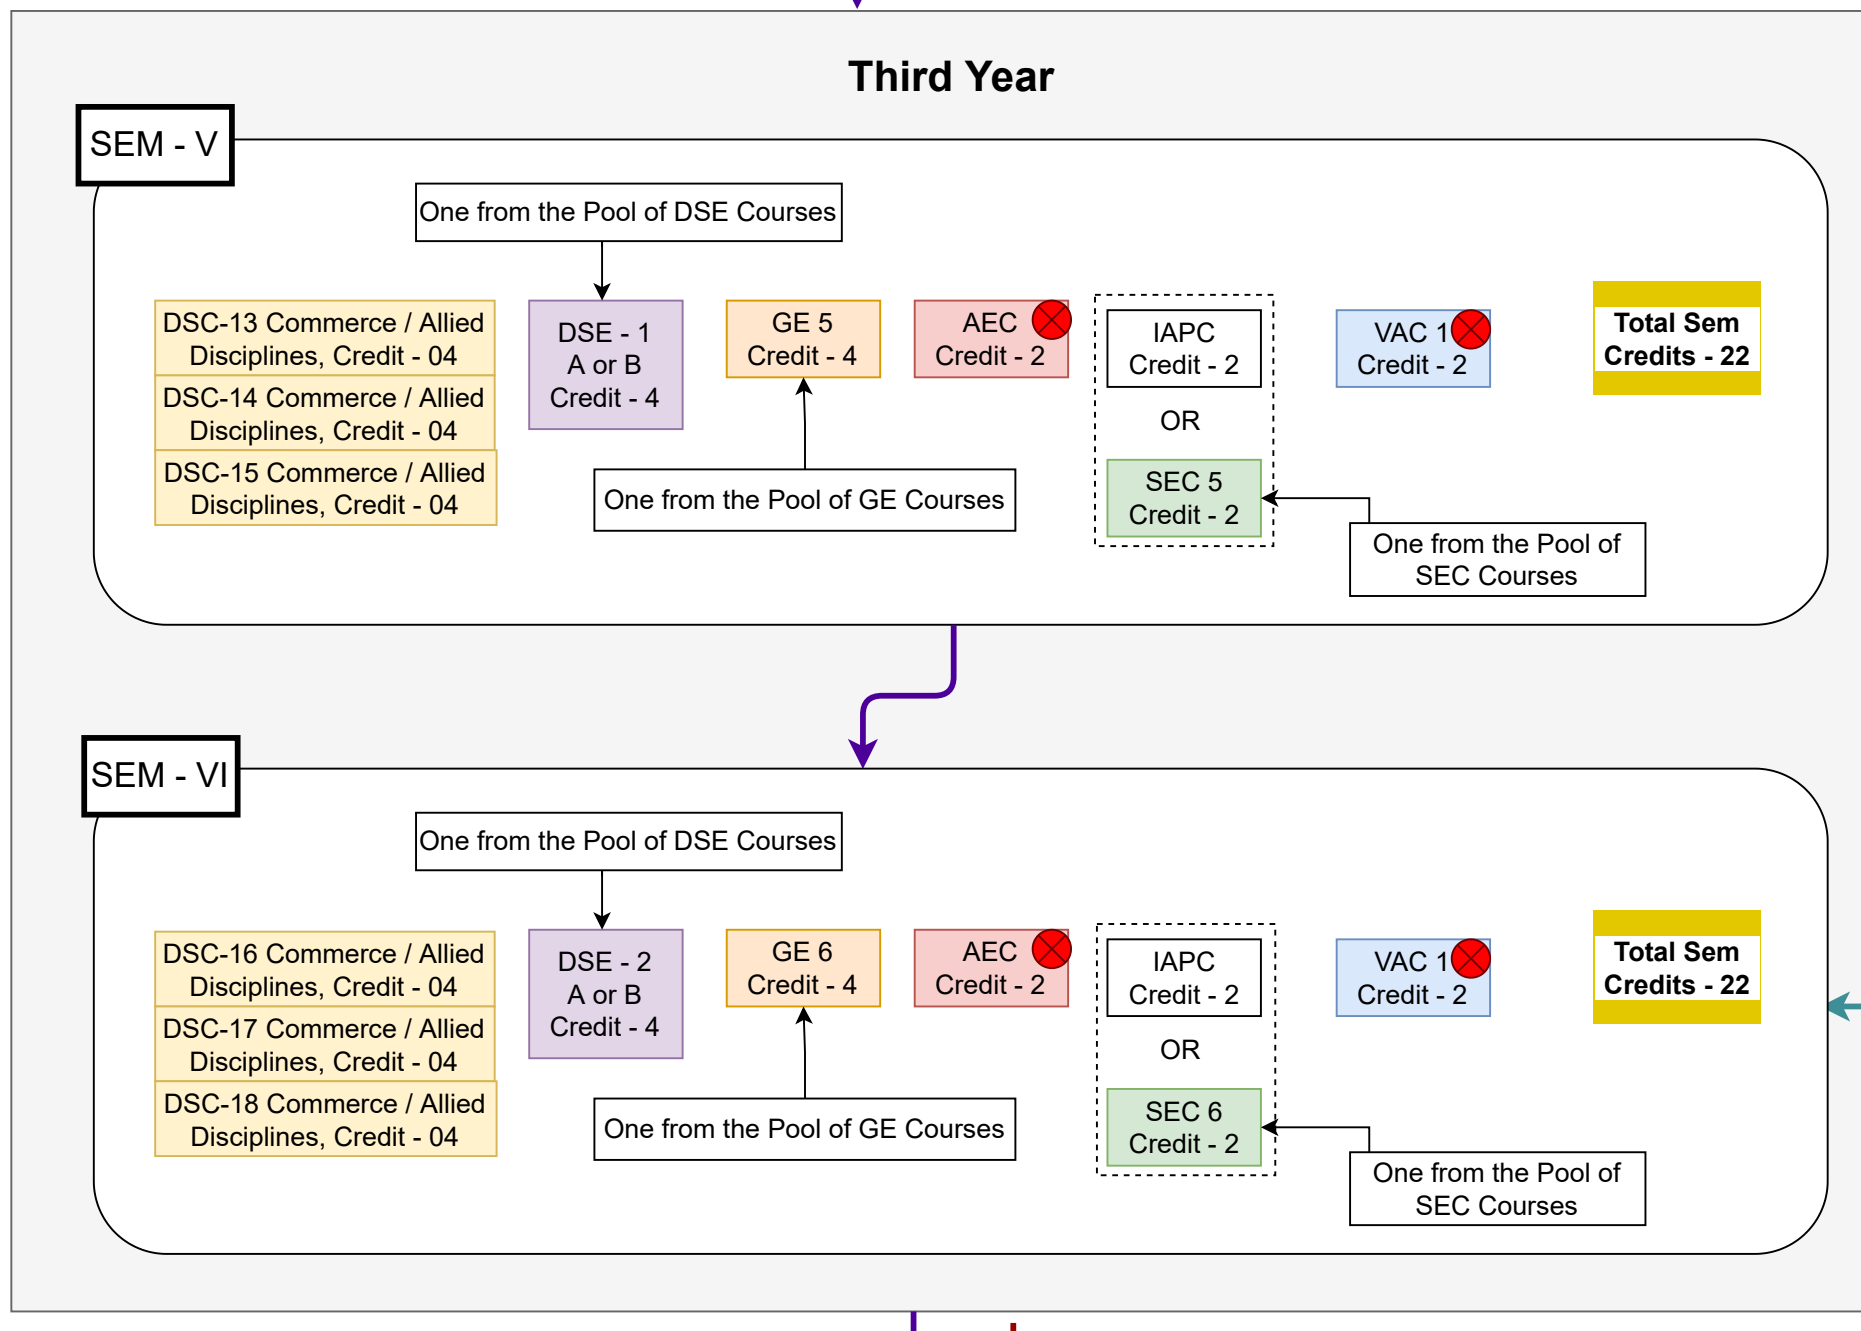 Third Year
SEM - V
One from the Pool of DSE Courses
DSC-13 Commerce / Allied
Disciplines, Credit - 04
DSC-14 Commerce / Allied
Disciplines, Credit - 04
DSC-15 Commerce / Allied
Disciplines, Credit - 04
DSE - 1
A or B
Credit - 4
GE 5
Credit - 4
One from the Pool of GE Courses
AEC
Credit - 2
IAPC
Credit - 2
OR
SEC 5
Credit - 2
One from the Pool of
SEC Courses
VAC 1
Credit - 2
Total Sem
Credits - 22
SEM - VI
One from the Pool of DSE Courses
DSC-16 Commerce / Allied
Disciplines, Credit - 04
DSC-17 Commerce / Allied
Disciplines, Credit - 04
DSC-18 Commerce / Allied
Disciplines, Credit - 04
DSE - 2
A or B
Credit - 4
GE 6
Credit - 4
One from the Pool of GE Courses
AEC
Credit - 2
IAPC
Credit - 2
OR
SEC 6
Credit - 2
One from the Pool of
SEC Courses
VAC 1
Credit - 2
Total Sem
Credits - 22